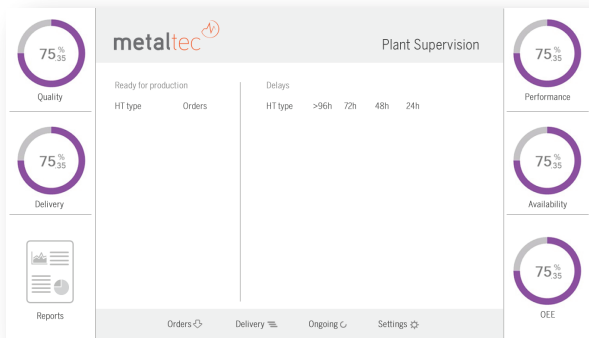 75 %
.35
Quality
75 %
.35
Delivery
Reports
metaltec
Plant Supervision
Ready for production
HT type Orders
Delays
HT type >96h 72h 48h 24h
Orders Delivery Ongoing Settings
75 %
.35
Performance
75 %
.35
Availability
75 %
.35
OEE